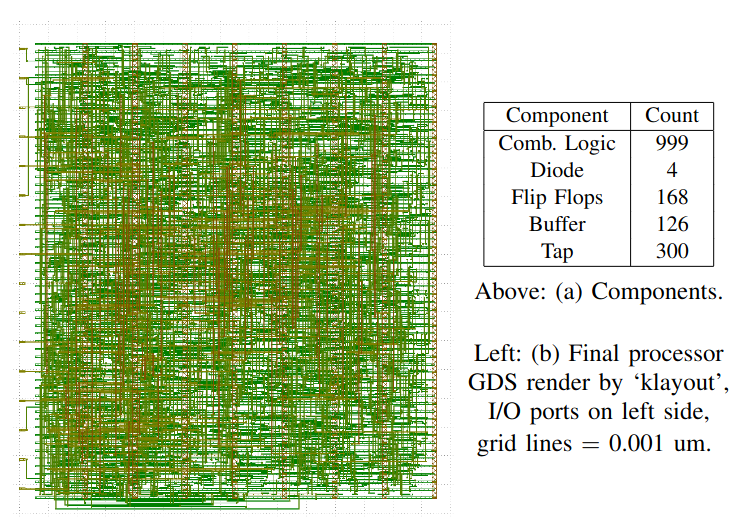 Component Count
Comb. Logic 999
Diode 4
Flip Flops 168
Buffer 126
Tap 300
Above: (a) Components.
Left: (b) Final processor
GDS render by ‘klayout’,
I/O ports on left side,
grid lines = 0.001 um.